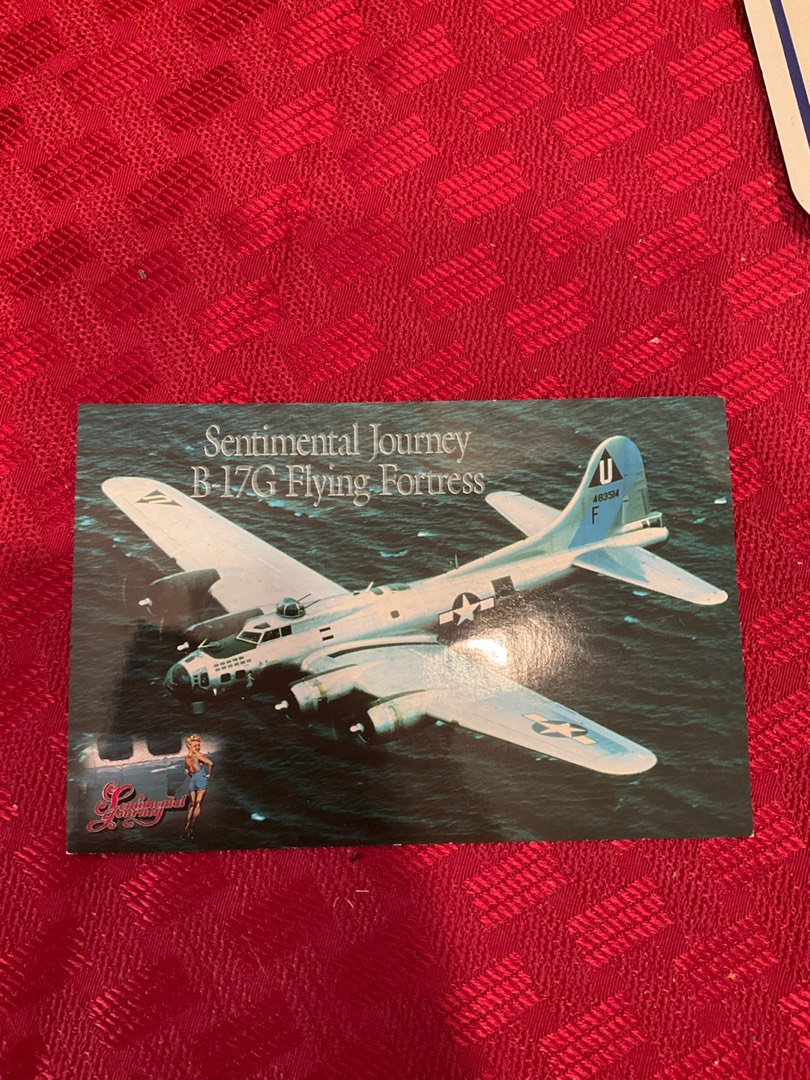 Sentimental Journey
B-17G Flying Fortress
U
483514
F
Sentimental
Journey